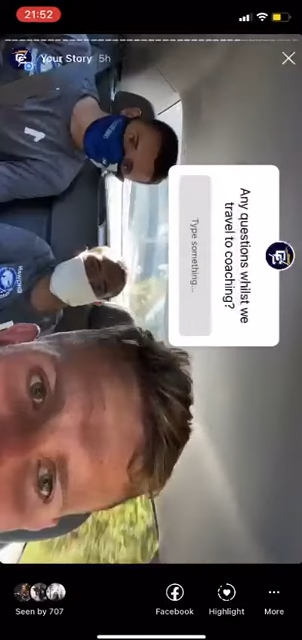 21:52
Your Story 5h
Any questions whilst we
travel to coaching?
Type something...
Seen by 707
Facebook
Highlight
More